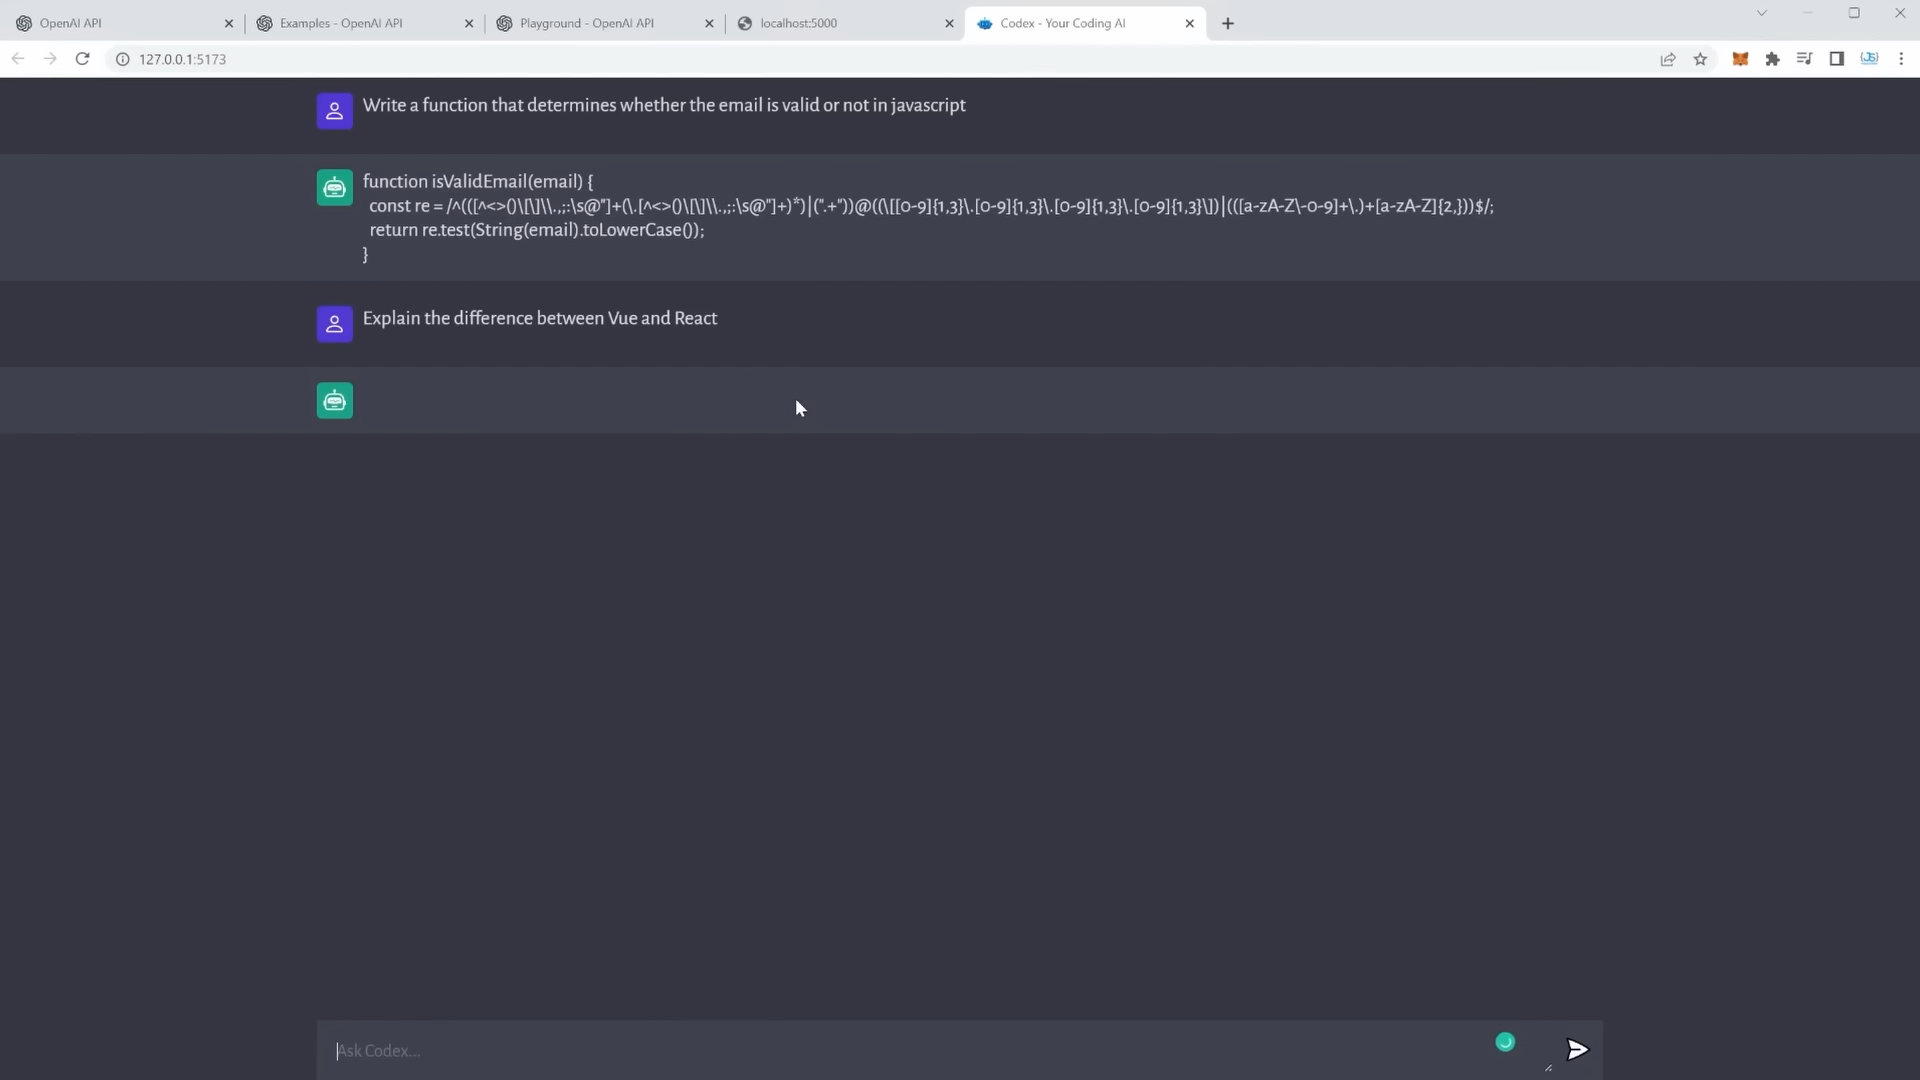 OpenAI API
Examples - OpenAI API
Playground - OpenAI API
localhost:5000
Codex - Your Coding AI
127.0.0.1:5173
Write a function that determines whether the email is valid or not in javascript
function isValidEmail(email) {
const re = /^(([^<>()\[\]\\.,;:\s@"]+(\.[^<>()\[\]\\.,;:\s@"]+)*)|(".+"))@((\[[0-9]{1,3}\.[0-9]{1,3}\.[0-9]{1,3}\.[0-9]{1,3}\])|(([a-zA-Z\-0-9]+\.)+[a-zA-Z]{2,}))$/;
return re.test(String(email).toLowerCase());
}
Explain the difference between Vue and React
Ask Codex...